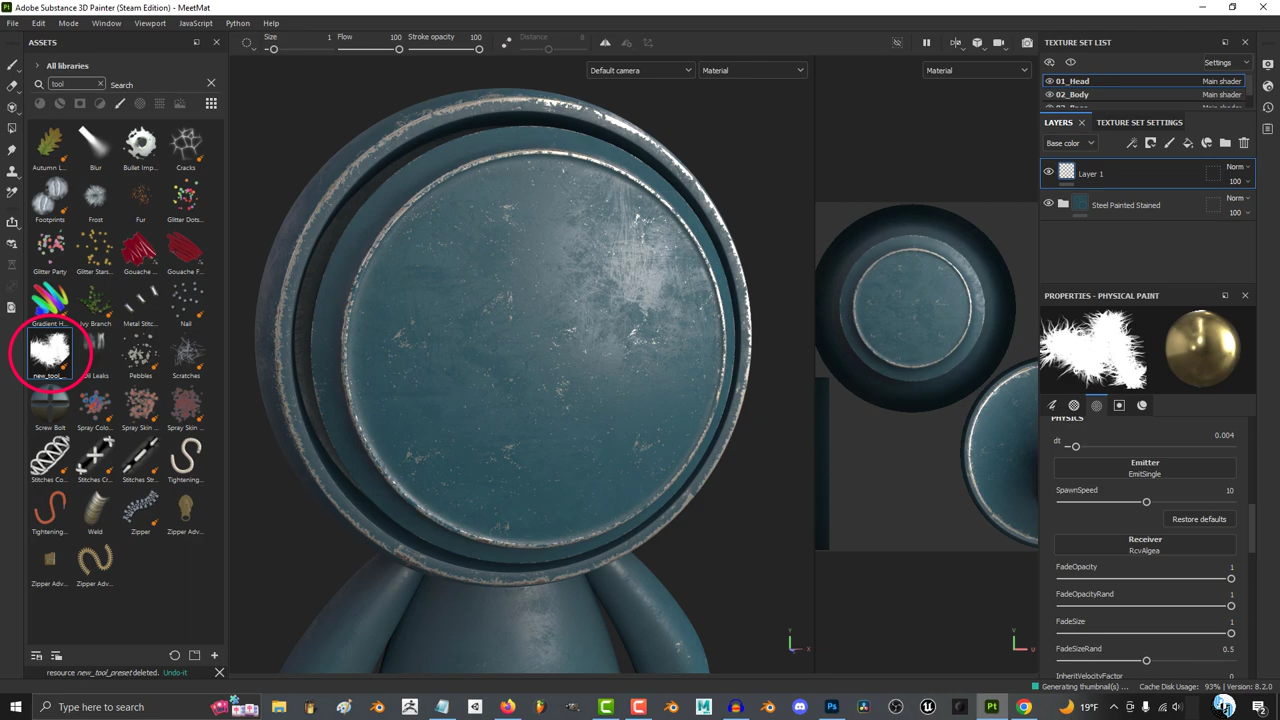 Adobe Substance 3D Painter (Steam Edition) - MeetMat
File Edit Mode Window Viewport JavaScript Python Help
ASSETS
Size 1 Flow 100 Stroke opacity 100 Distance 8
TEXTURE SET LIST
All libraries
Settings
tool Search
Default camera Material Material
01_Head Main shader
02_Body Main shader
LAYERS TEXTURE SET SETTINGS
Base color
Autumn L... Blur Bullet Imp... Cracks
Layer 1 Norm 100
Steel Painted Stained Norm 100
Footprints Frost Fur Glitter Dots...
Glitter Party Glitter Stars... Gouache ... Gouache F...
PROPERTIES - PHYSICAL PAINT
Gradient H... Ivy Branch Metal Stitc... Nail
new_tool_... Oil Leaks Pebbles Scratches
PHYSICS
dt 0.004
Screw Bolt Spray Colo... Spray Skin ... Spray Skin ...
Emitter
EmitSingle
Stitches Co... Stitches Cr... Stitches Str... Tightening...
SpawnSpeed 10
Restore defaults
Tightening... Weld Zipper Zipper Adv...
Receiver
RcvAlgea
Zipper Adv... Zipper Adv...
FadeOpacity 1
FadeOpacityRand 1
FadeSize 1
FadeSizeRand 0.5
InheritVelocityFactor 0
resource new_tool_preset deleted. Undo-it
Generating thumbnail(s) ... Cache Disk Usage: 93% | Version: 8.2.0
Type here to search
19°F